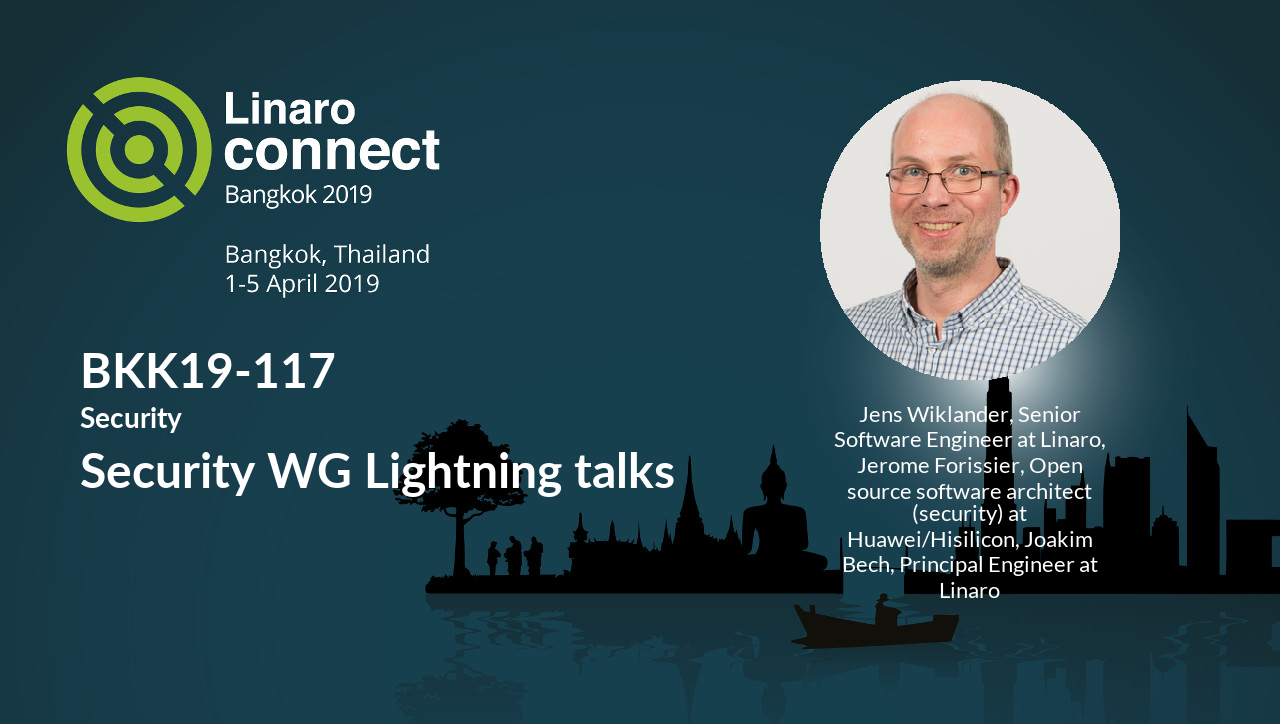 Linaro
connect
Bangkok 2019
Bangkok, Thailand
1-5 April 2019
BKK19-117
Security
Security WG Lightning talks
Jens Wiklander, Senior
Software Engineer at Linaro,
Jerome Forissier, Open
source software architect
(security) at
Huawei/Hisilicon, Joakim
Bech, Principal Engineer at
Linaro